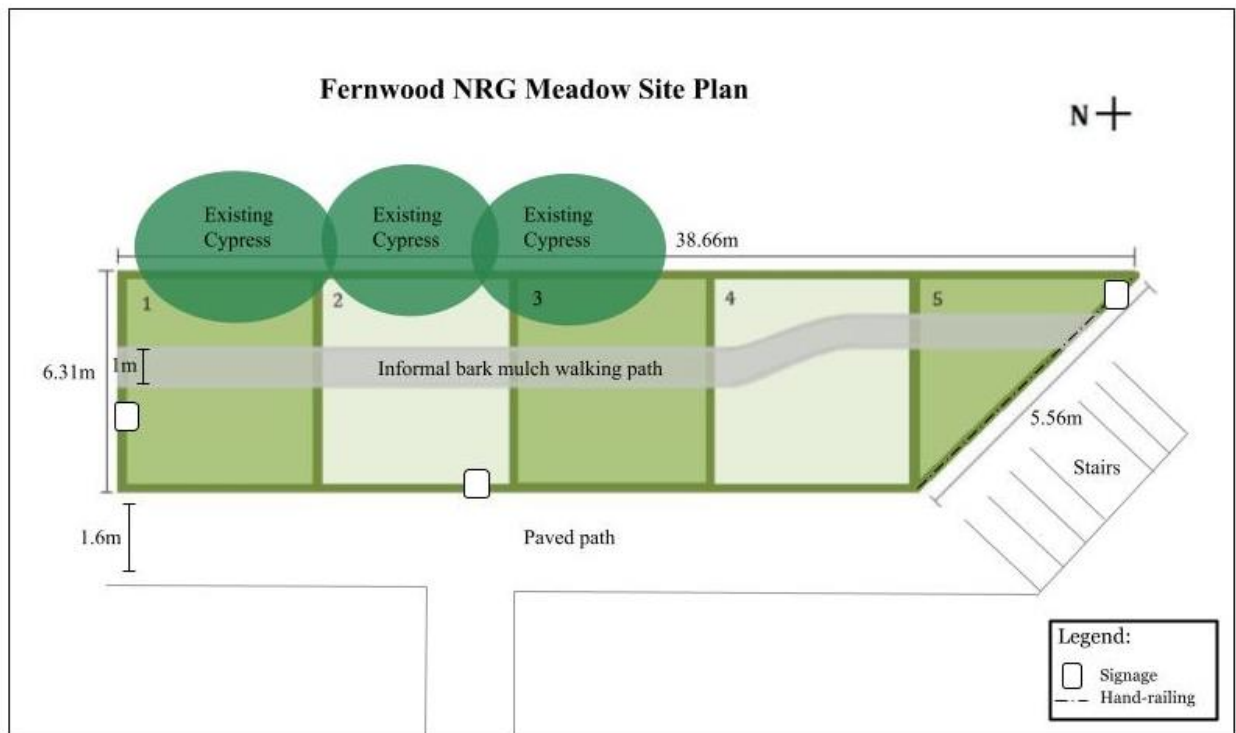 Fernwood NRG Meadow Site Plan
N
Existing
Cypress
Existing
Cypress
Existing
Cypress
38.66m
1
2
3
4
5
6.31m
1m
Informal bark mulch walking path
5.56m
Stairs
1.6m
Paved path
Legend:
Signage
Hand-railing